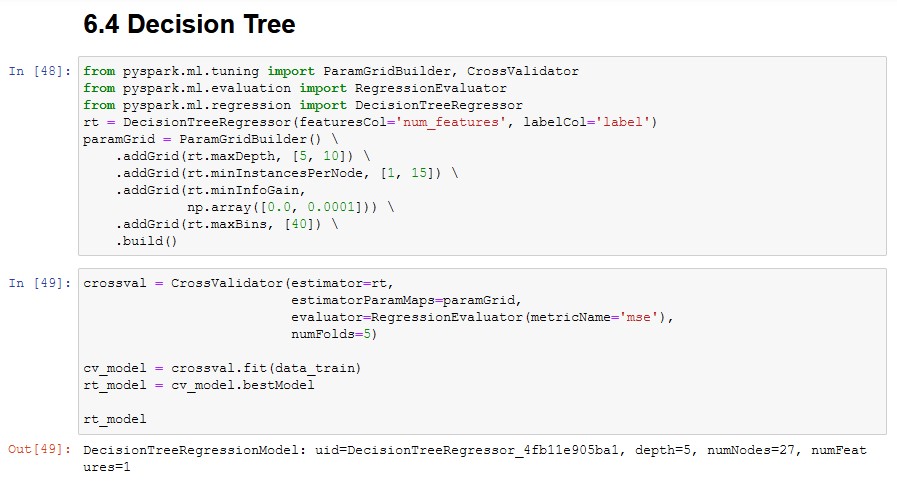 6.4 Decision Tree
In [48]: from pyspark.ml.tuning import ParamGridBuilder, CrossValidator
from pyspark.ml.evaluation import RegressionEvaluator
from pyspark.ml.regression import DecisionTreeRegressor
rt = DecisionTreeRegressor(featuresCol='num_features', labelCol='label')
paramGrid = ParamGridBuilder() \
    .addGrid(rt.maxDepth, [5, 10]) \
    .addGrid(rt.minInstancesPerNode, [1, 15]) \
    .addGrid(rt.minInfoGain,
             np.array([0.0, 0.0001])) \
    .addGrid(rt.maxBins, [40]) \
    .build()
In [49]: crossval = CrossValidator(estimator=rt,
                          estimatorParamMaps=paramGrid,
                          evaluator=RegressionEvaluator(metricName='mse'),
                          numFolds=5)
cv_model = crossval.fit(data_train)
rt_model = cv_model.bestModel
rt_model
Out[49]: DecisionTreeRegressionModel: uid=DecisionTreeRegressor_4fb11e905ba1, depth=5, numNodes=27, numFeat
ures=1